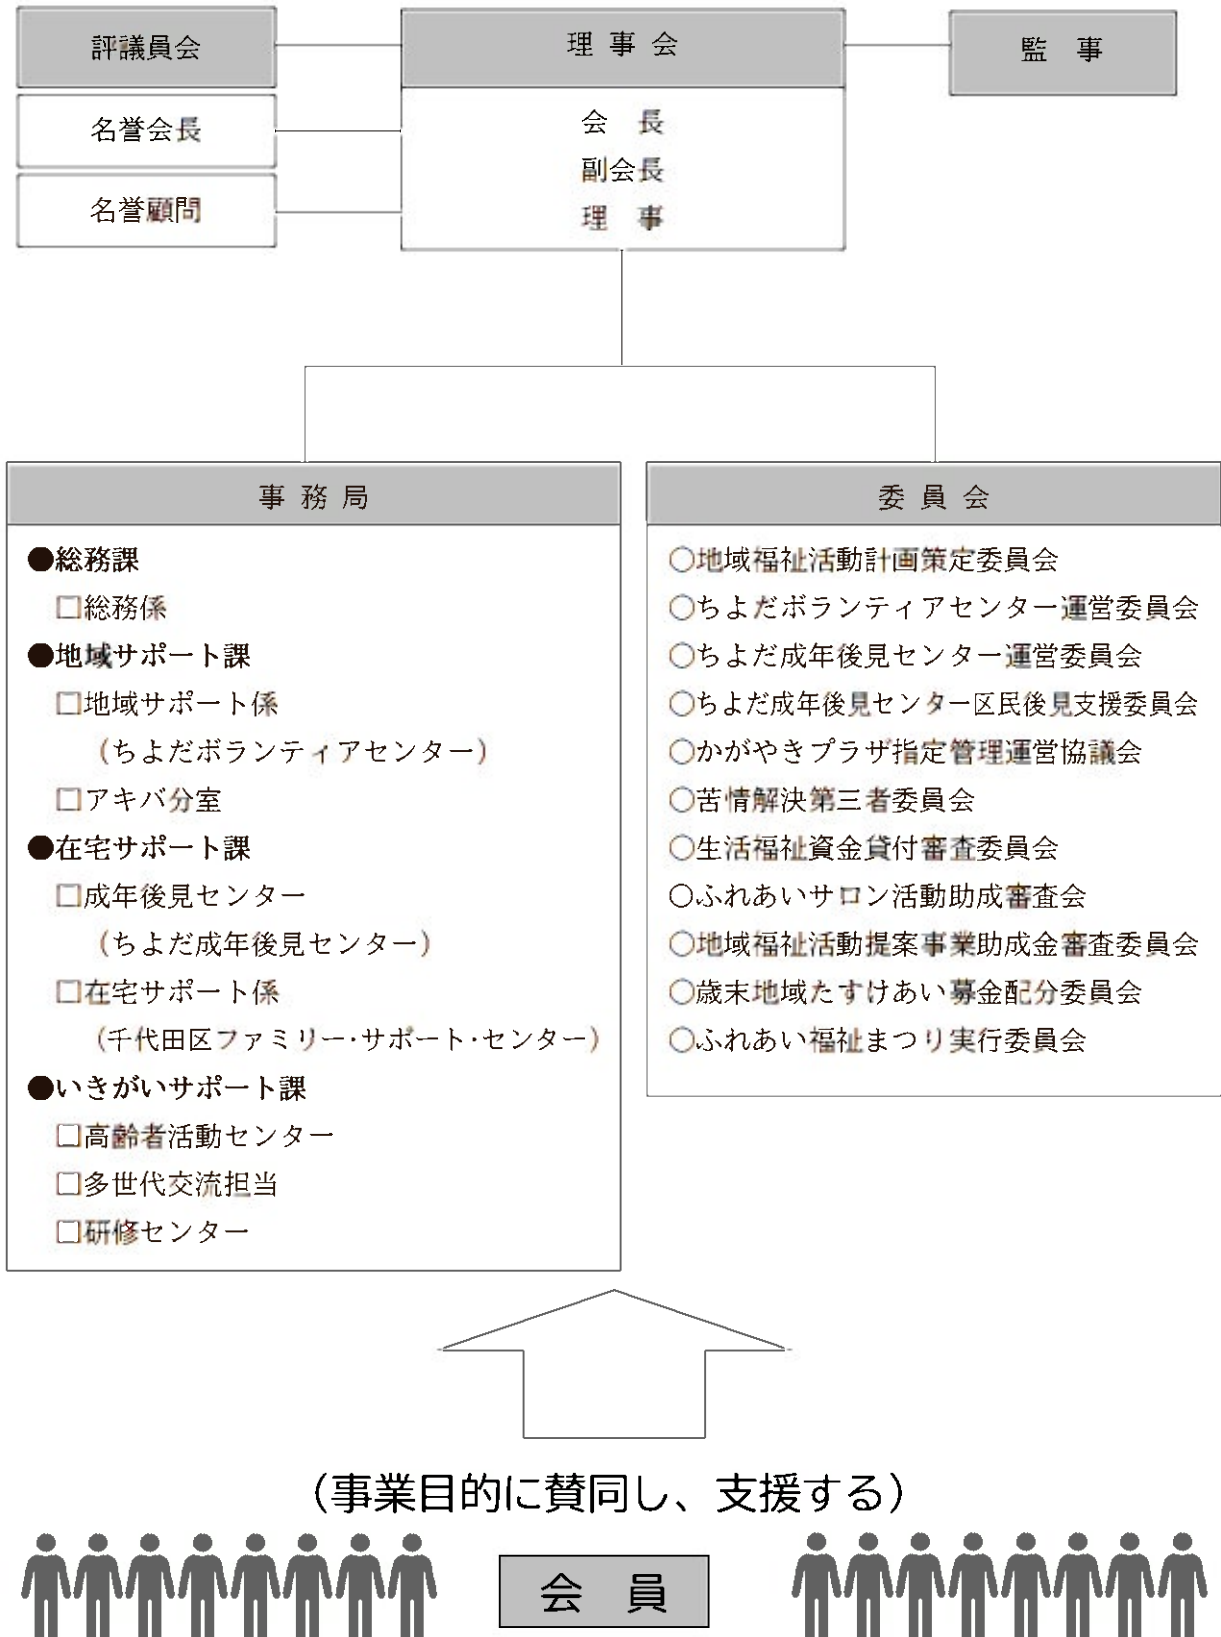 評議員会
理事会
監　事
名誉会長
名誉顧問
会　長
副会長
理　事
事務局
●総務課
□総務係
●地域サポート課
□地域サポート係
（ちよだボランティアセンター）
□アキバ分室
●在宅サポート課
□成年後見センター
（ちよだ成年後見センター）
□在宅サポート係
（千代田区ファミリー・サポート・センター）
●いきがいサポート課
□高齢者活動センター
□多世代交流担当
□研修センター
委員会
○地域福祉活動計画策定委員会
○ちよだボランティアセンター運営委員会
○ちよだ成年後見センター運営委員会
○ちよだ成年後見センター区民後見支援委員会
○かがやきプラザ指定管理運営協議会
○苦情解決第三者委員会
○生活福祉資金貸付審査委員会
○ふれあいサロン活動助成審査会
○地域福祉活動提案事業助成金審査委員会
○歳末地域たすけあい募金配分委員会
○ふれあい福祉まつり実行委員会
（事業目的に賛同し、支援する）
会　員